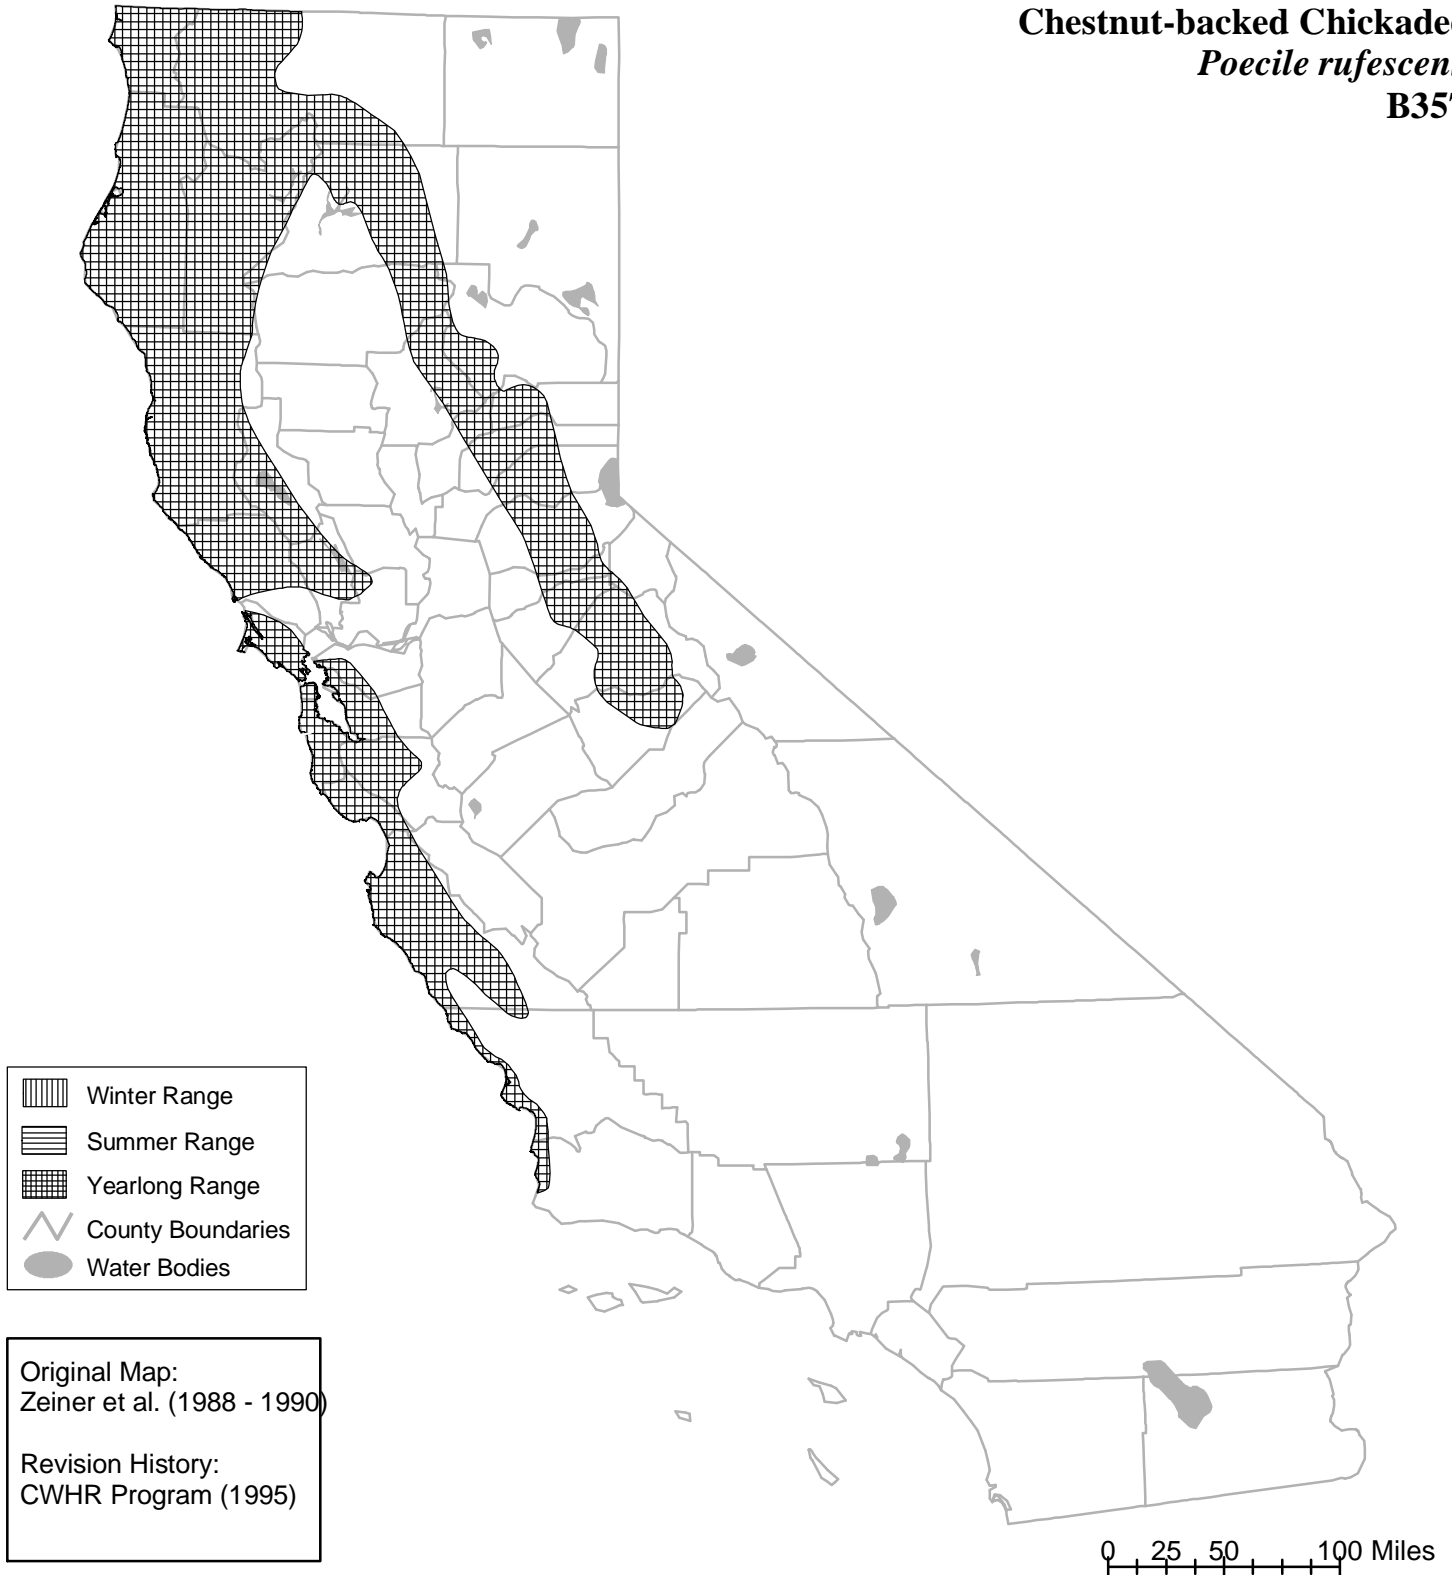 Chestnut-backed Chickadee
Poecile rufescens
B357
Winter Range
Summer Range
Yearlong Range
County Boundaries
Water Bodies
Original Map:
Zeiner et al. (1988 - 1990)
Revision History:
CWHR Program (1995)
0 25 50 100 Miles